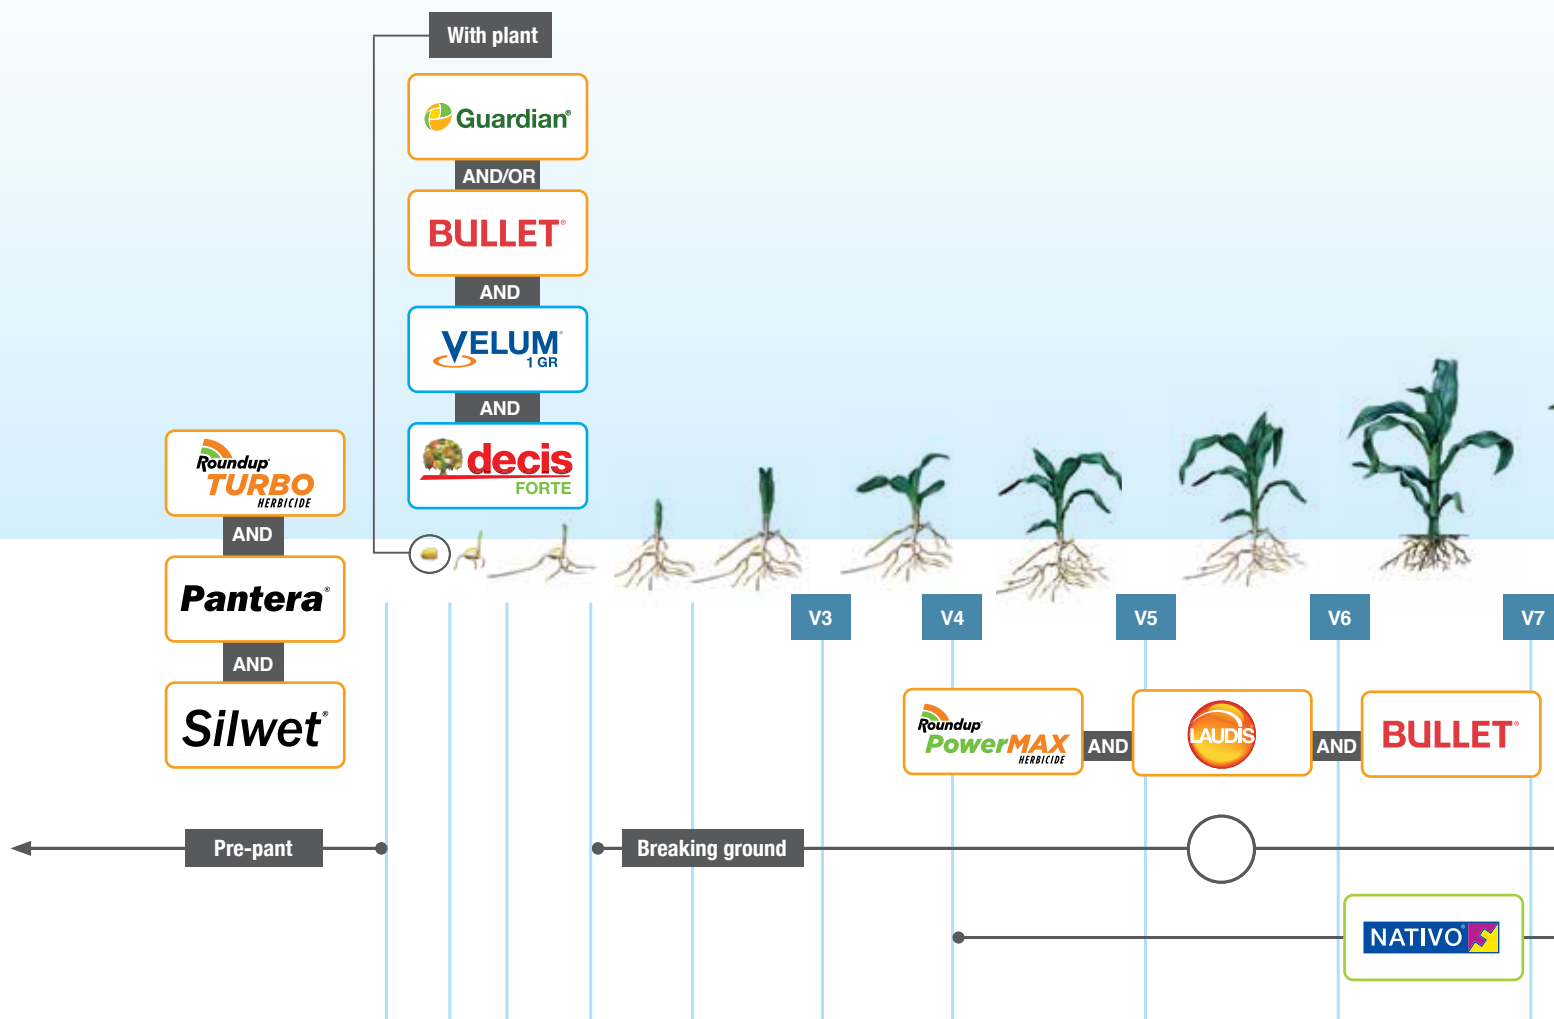 With plant
Guardian®
AND/OR
BULLET®
AND
VELUM®
1 GR
AND
decis
FORTE
Roundup®
TURBO
HERBICIDE
AND
Pantera®
AND
Silwet®
V3
V4
V5
V6
V7
Roundup®
PowerMAX
HERBICIDE
AND
LAUDIS
AND
BULLET®
Pre-pant
Breaking ground
NATIVO®